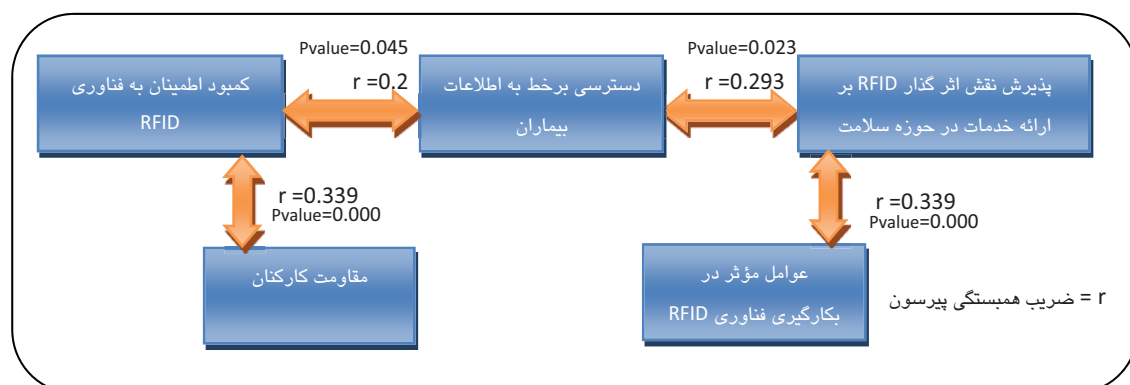 پذیرش نقش اثر گذار RFID بر
ارائه خدمات در حوزه سلامت
Pvalue=0.023
r =0.293
دسترسی برخط به اطلاعات
بیماران
Pvalue=0.045
r =0.2
کمبود اطمینان به فناوری
RFID
r =0.339
Pvalue=0.000
r =0.339
Pvalue=0.000
عوامل مؤثر در
بکارگیری فناوری RFID
مقاومت کارکنان
r = ضریب همبستگی پیرسون